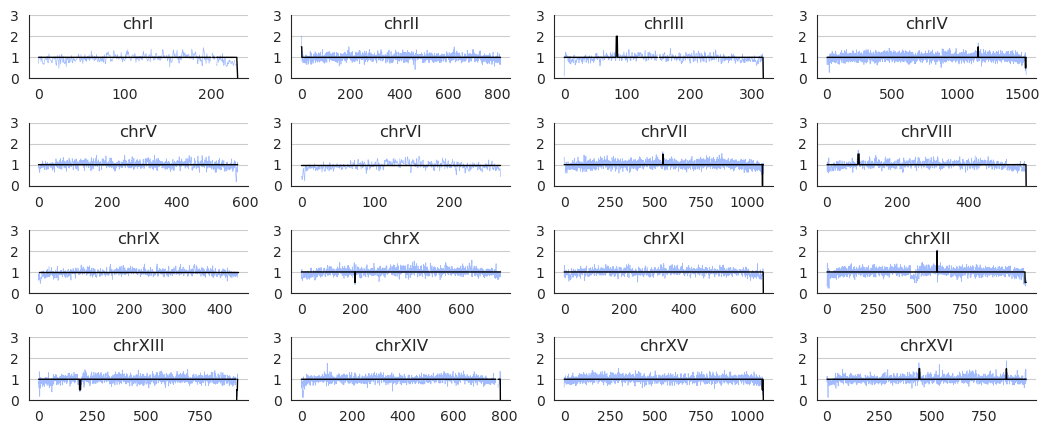 3 chrI 3 chrII 3 chrIII 3 chrIV
2 2 2 2
1 1 1 1
0 0 0 0
0 100 200 0 200 400 600 800 0 100 200 300 0 500 1000 1500
3 chrV 3 chrVI 3 chrVII 3 chrVIII
2 2 2 2
1 1 1 1
0 0 0 0
0 200 400 600 0 100 200 0 250 500 750 1000 0 200 400
3 chrIX 3 chrX 3 chrXI 3 chrXII
2 2 2 2
1 1 1 1
0 0 0 0
0 100 200 300 400 0 200 400 600 0 200 400 600 0 250 500 750 1000
3 chrXIII 3 chrXIV 3 chrXV 3 chrXVI
2 2 2 2
1 1 1 1
0 0 0 0
0 250 500 750 0 200 400 600 800 0 250 500 750 1000 0 250 500 750